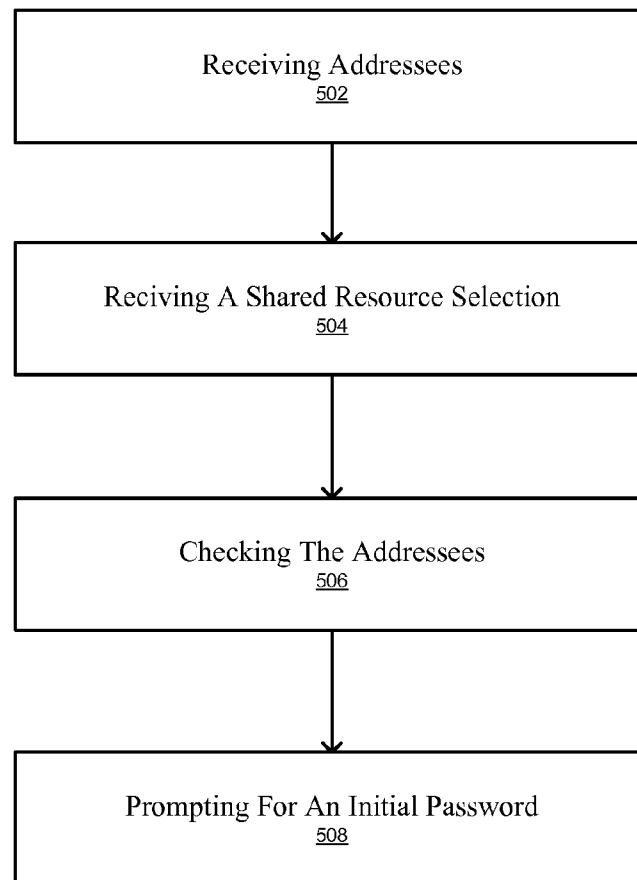 Receiving Addressees
502
Reciving A Shared Resource Selection
504
Checking The Addressees
506
Prompting For An Initial Password
508